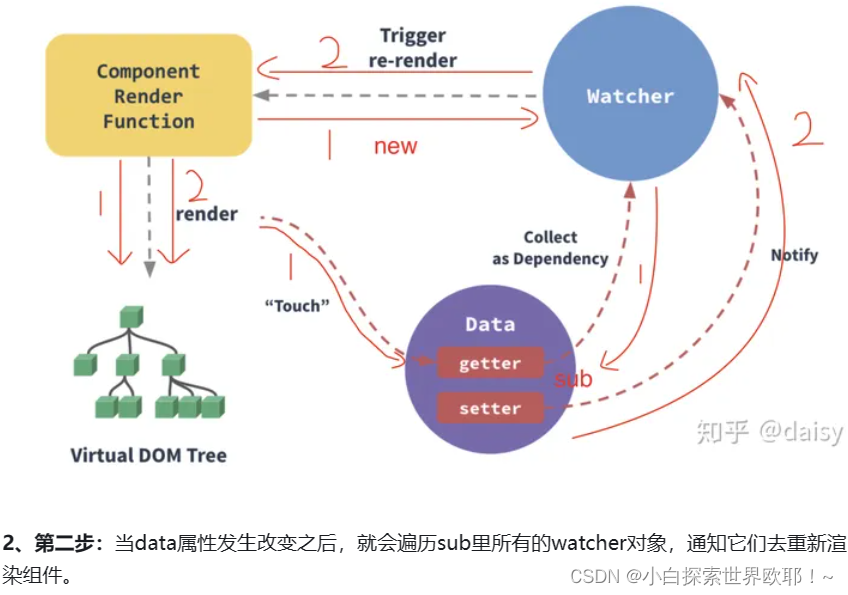 2
Trigger
re-render
Component
Render
Function
Watcher
1
new
2
1
2
render
Collect
as Dependency
Notify
1
1
“Touch”
Data
getter
sub
setter
知乎 @daisy
Virtual DOM Tree
2、第二步：当data属性发生改变之后，就会遍历sub里所有的watcher对象，通知它们去重新渲
染组件。
CSDN @小白探索世界欧耶！~